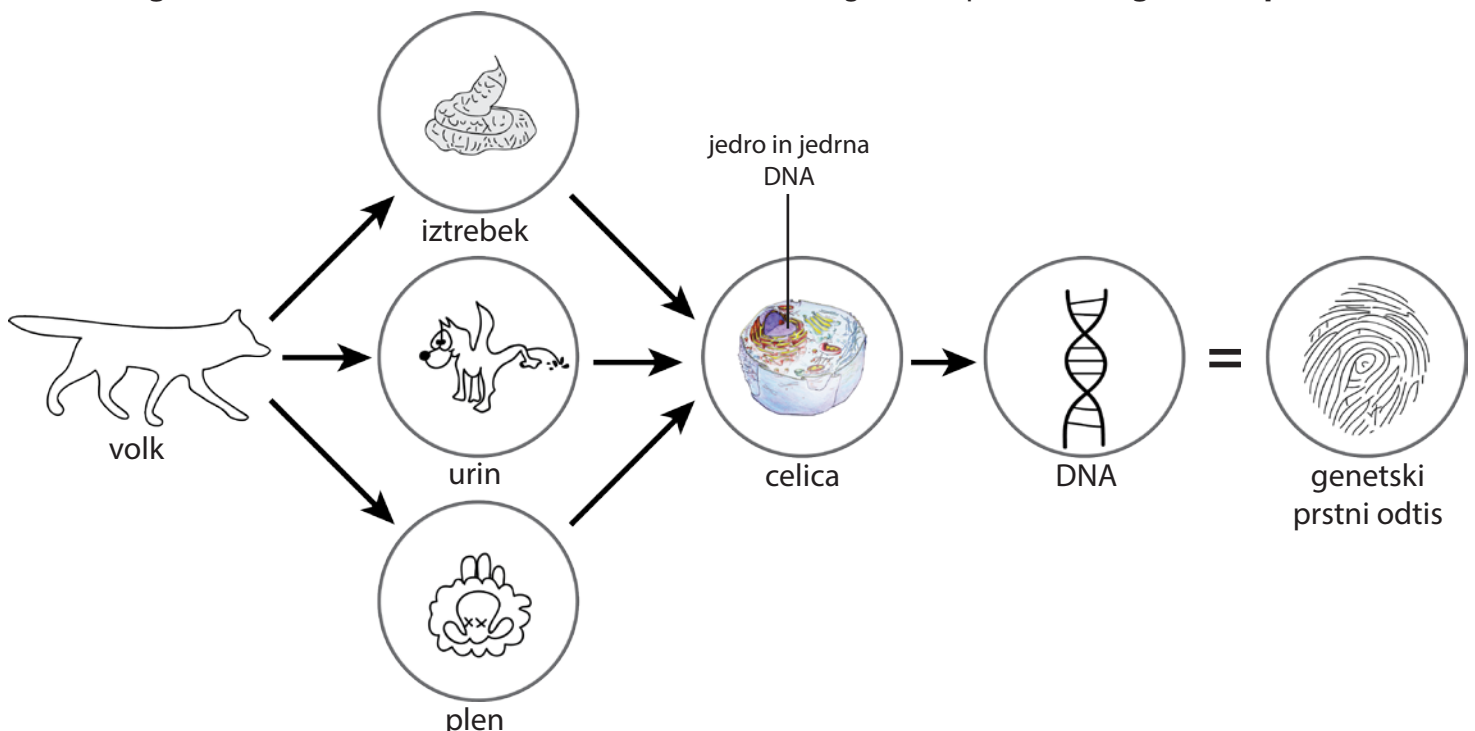 jedro in jedrna
DNA
iztrebek
volk
urin
celica
DNA
genetski
prstni odtis
plen